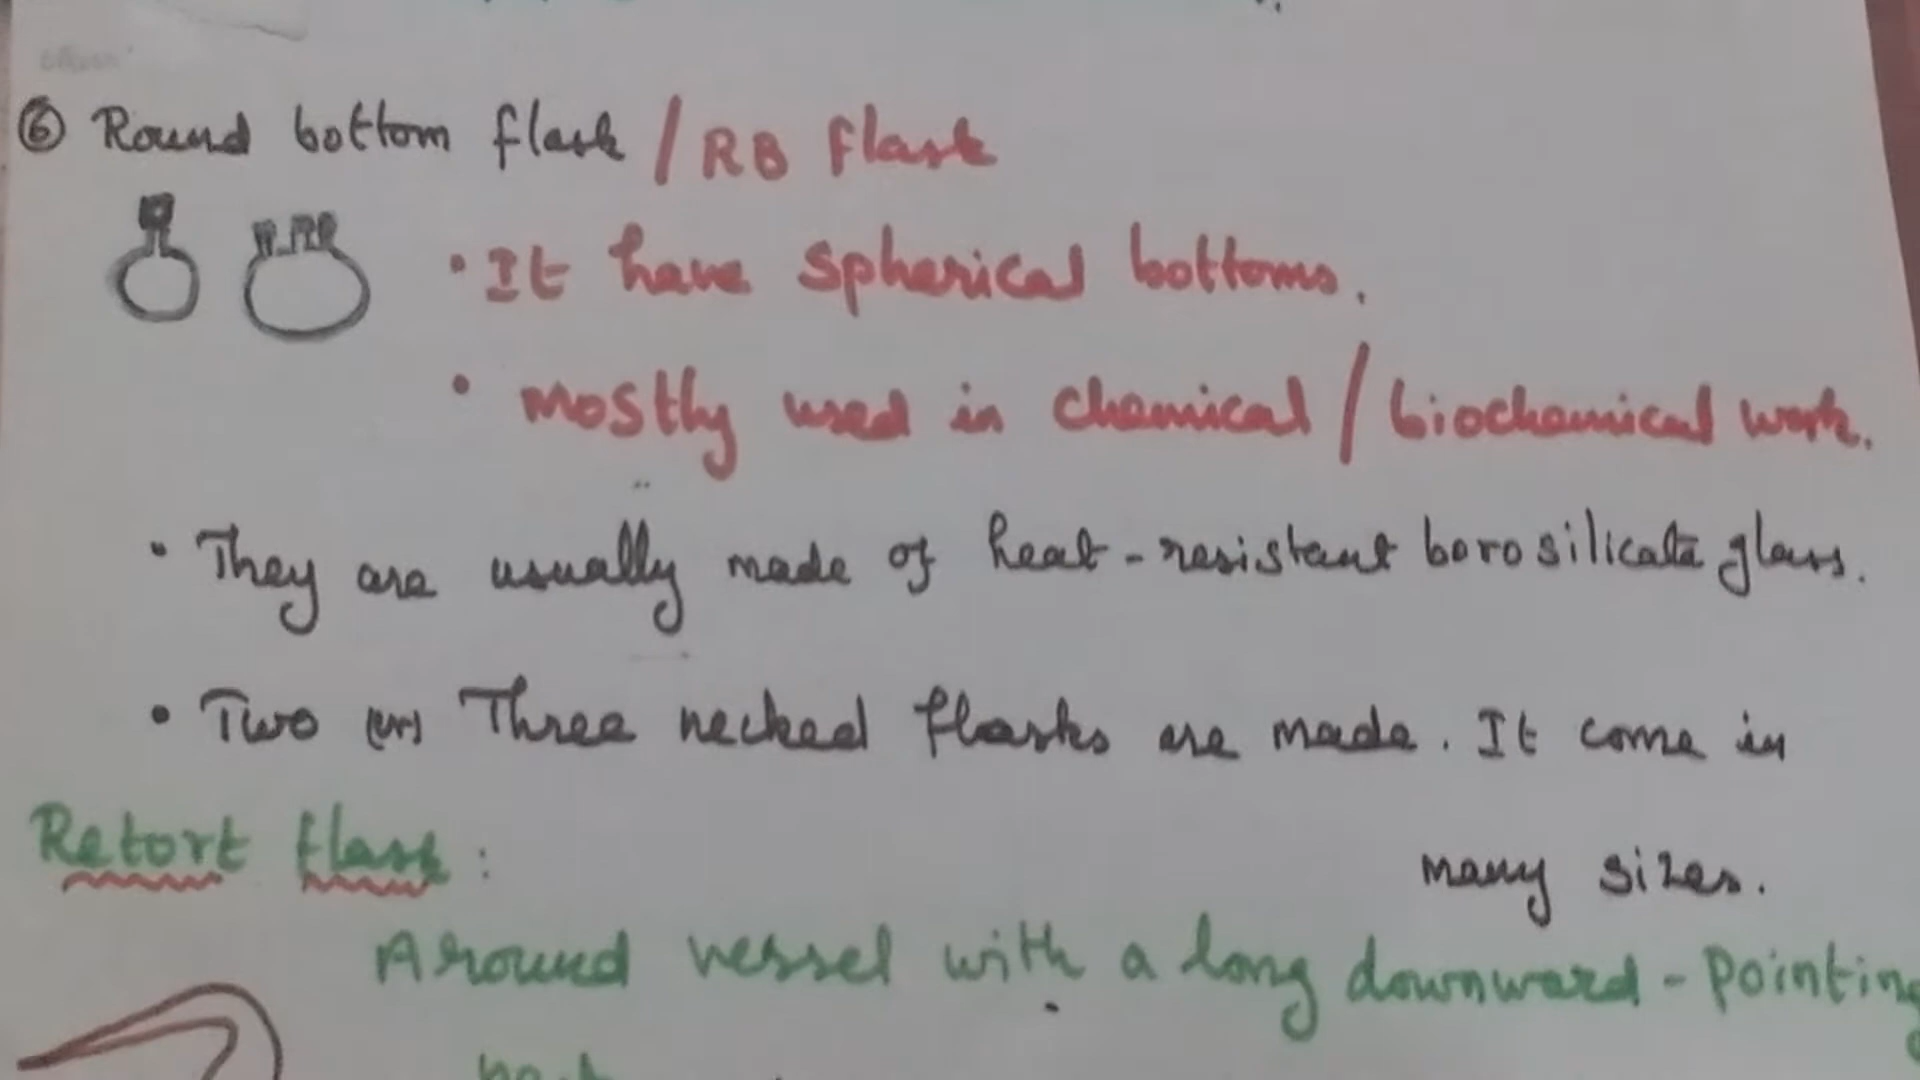 ⑥ Round bottom flask / RB flask
• It have spherical bottoms.
• Mostly used in chemical / biochemical work.
• They are usually made of heat-resistant borosilicate glass.
• Two (or) Three necked flasks are made. It come in
many sizes.
Retort flask:
A round vessel with a long downward-pointing